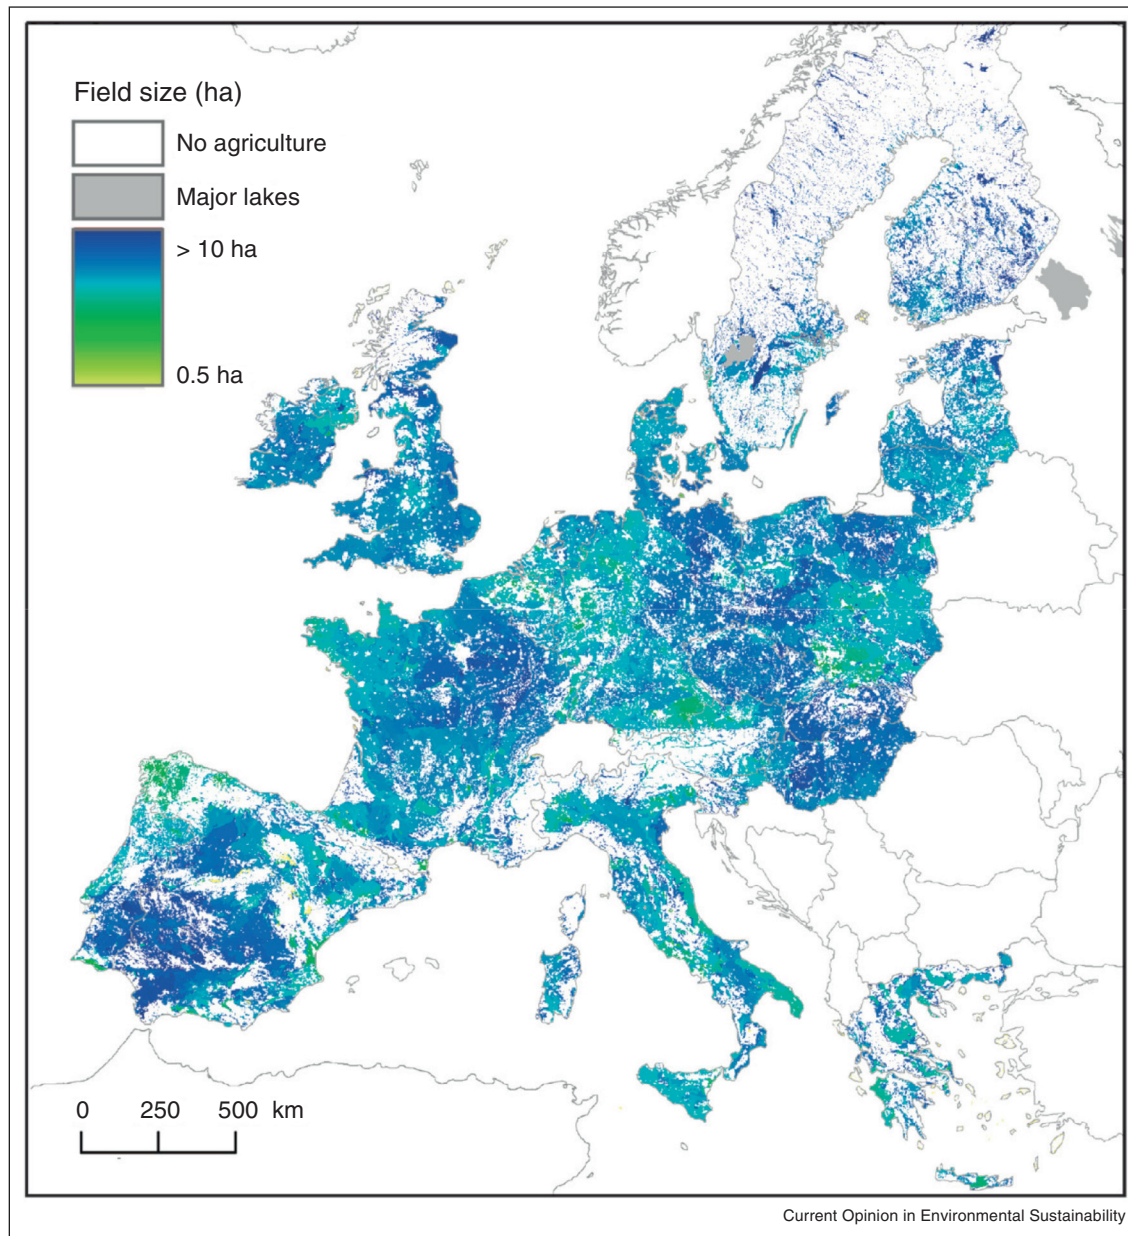 Field size (ha)
No agriculture
Major lakes
> 10 ha
0.5 ha
0 250 500 km
Current Opinion in Environmental Sustainability